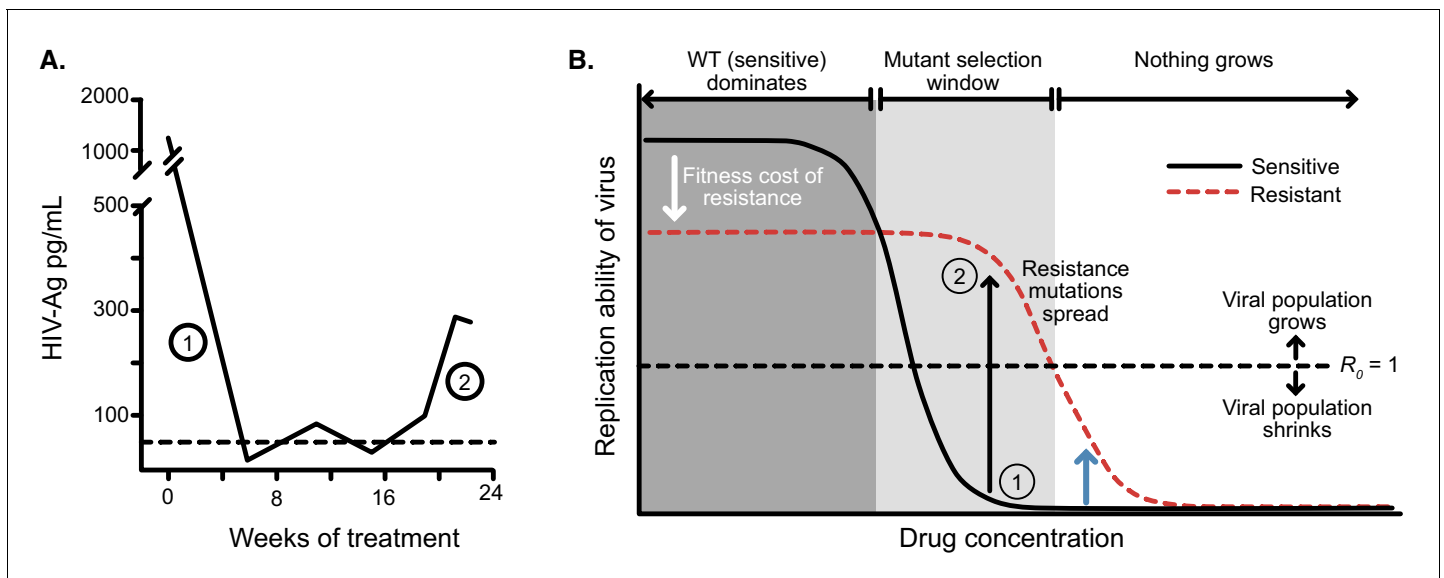 A.
2000
1000
500
300
100
HIV-Ag pg/mL
1
2
0
8
16
24
Weeks of treatment
B.
WT (sensitive)
dominates
Mutant selection
window
Nothing grows
Replication ability of virus
Fitness cost of
resistance
Sensitive
Resistant
2
Resistance
mutations
spread
Viral population
grows
R0 = 1
Viral population
shrinks
1
Drug concentration